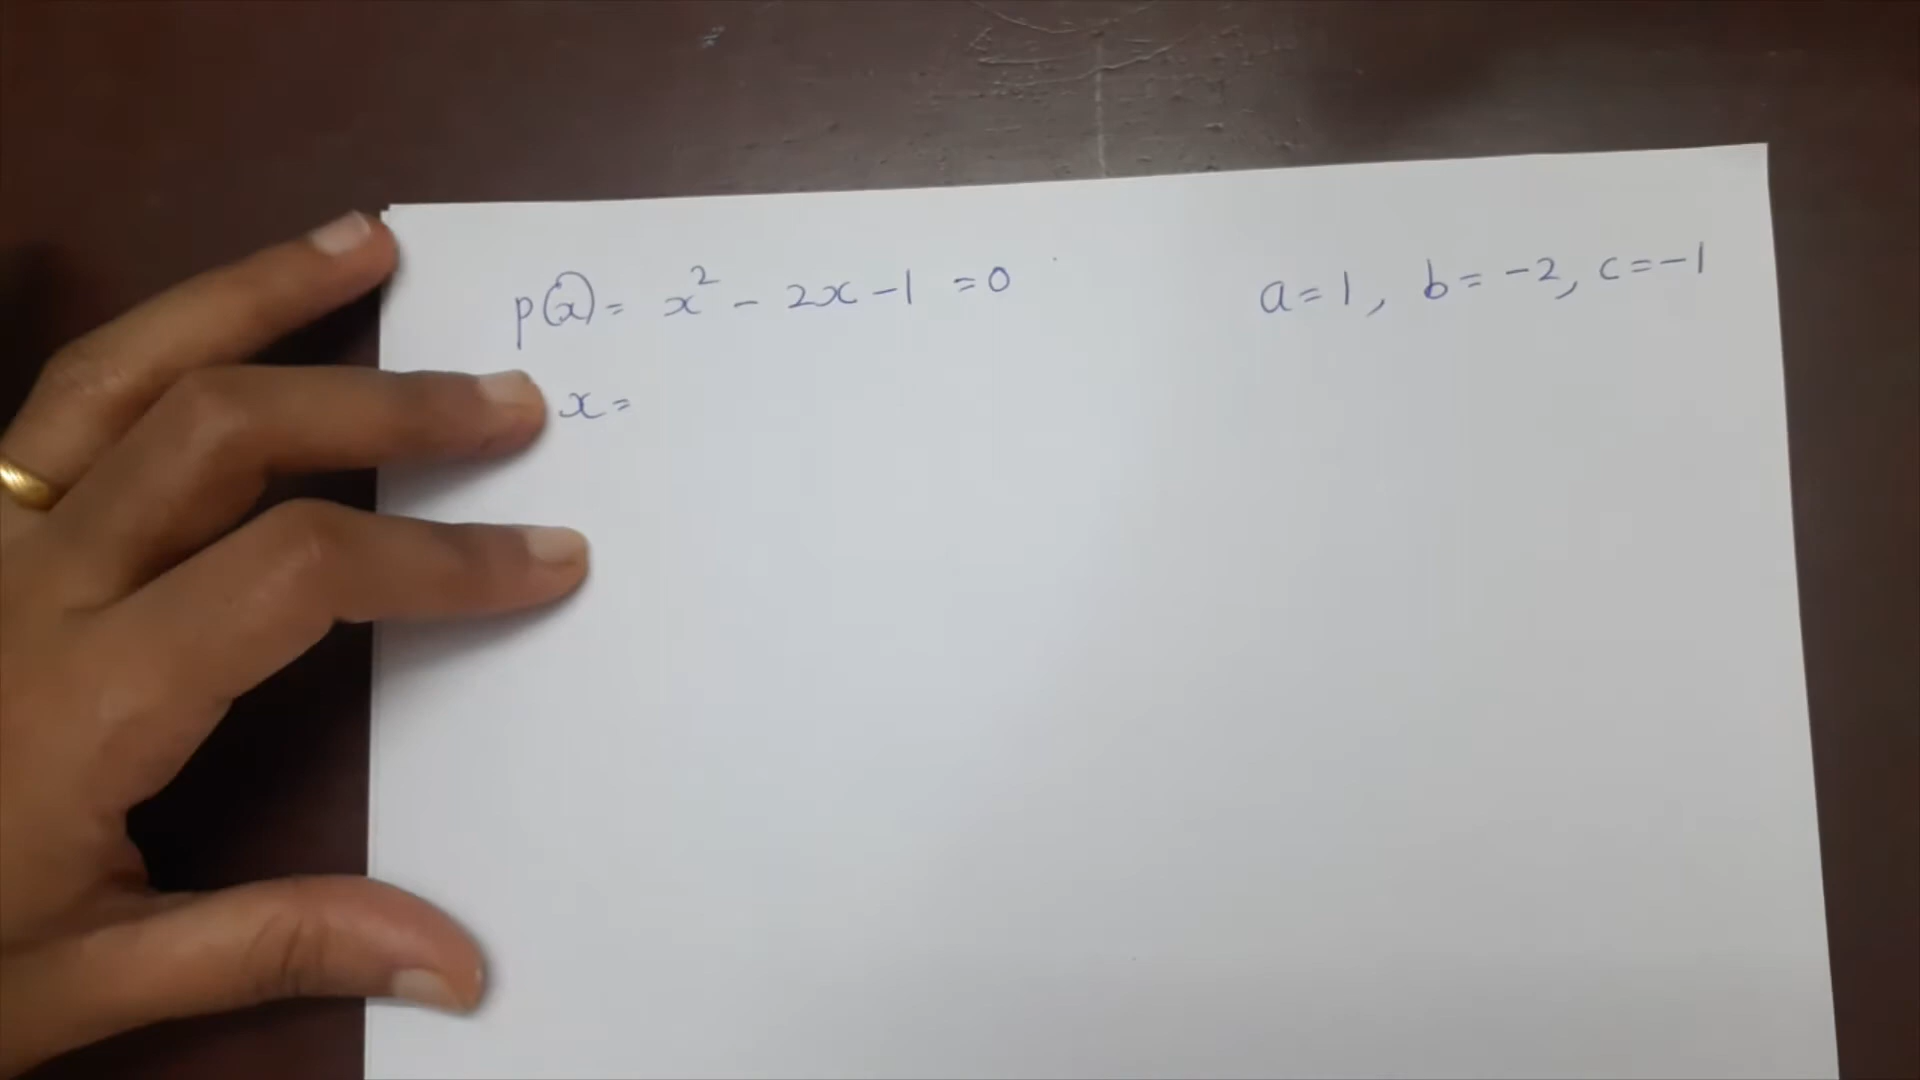 p(x) = x² - 2x - 1 = 0
a = 1, b = -2, c = -1
x =